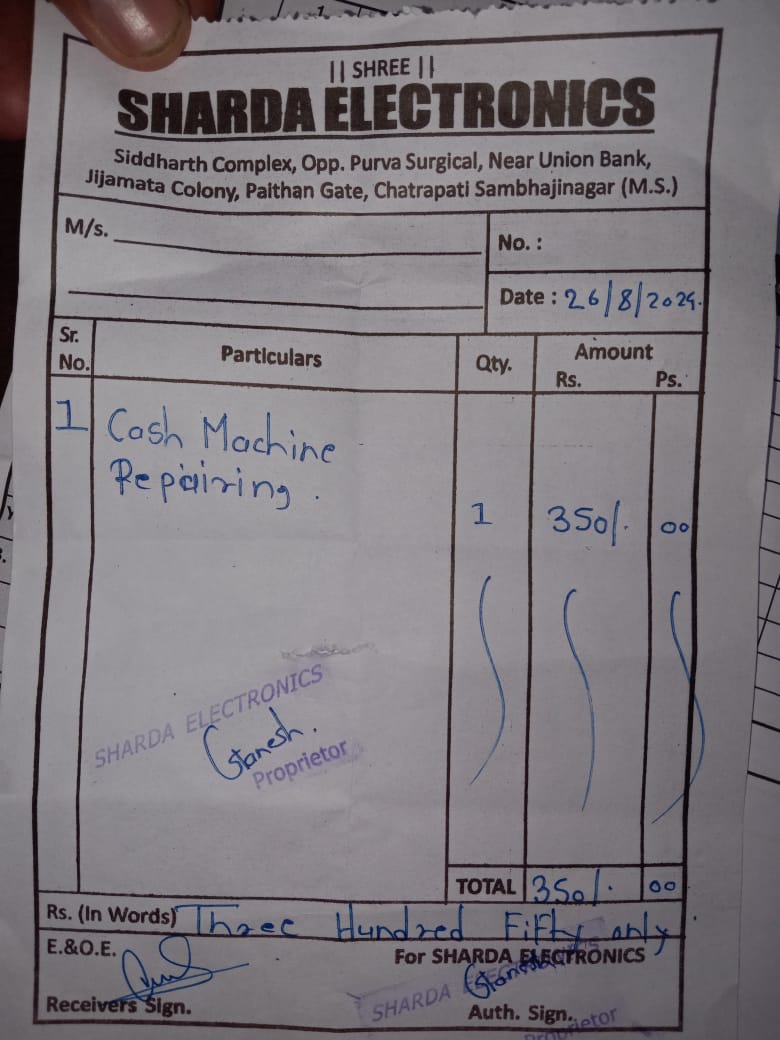 || SHREE ||
SHARDA ELECTRONICS
Siddharth Complex, Opp. Purva Surgical, Near Union Bank,
Jijamata Colony, Paithan Gate, Chatrapati Sambhajinagar (M.S.)
M/s.
No. :
Date : 26/8/2024.
Sr. No. Particulars Qty. Amount Rs. Ps.
1 Cash Machine
Repairing. 1 350/. 00
SHARDA ELECTRONICS
Ganesh.
Proprietor
TOTAL 350/. 00
Rs. (In Words) Three Hundred Fifty only
E.&O.E. For SHARDA ELECTRONICS
Ganesh
SHARDA
Receivers Sign. Auth. Sign.
Proprietor